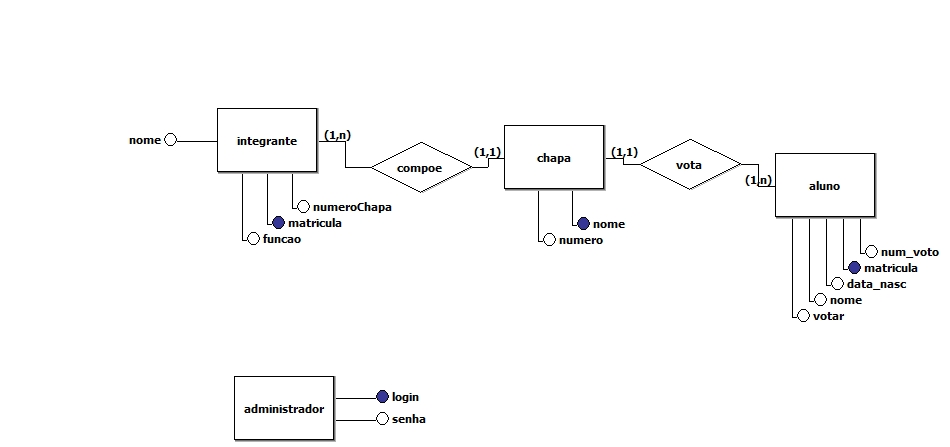 nome
integrante
(1,n)
compoe
(1,1)
chapa
(1,1)
vota
(1,n)
aluno
numeroChapa
matricula
funcao
nome
numero
num_voto
matricula
data_nasc
nome
votar
administrador
login
senha